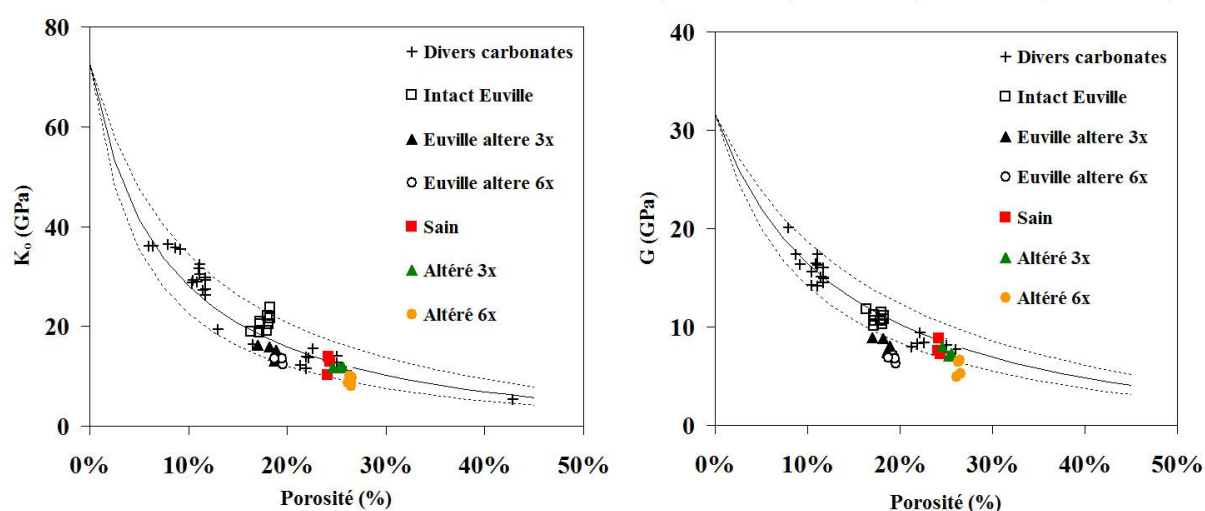 80
60
40
20
0
K₀ (GPa)
0% 10% 20% 30% 40% 50%
Porosité (%)
Divers carbonates
Intact Euville
Euville altere 3x
Euville altere 6x
Sain
Altéré 3x
Altéré 6x
40
30
20
10
0
G (GPa)
0% 10% 20% 30% 40% 50%
Porosité (%)
Divers carbonates
Intact Euville
Euville altere 3x
Euville altere 6x
Sain
Altéré 3x
Altéré 6x